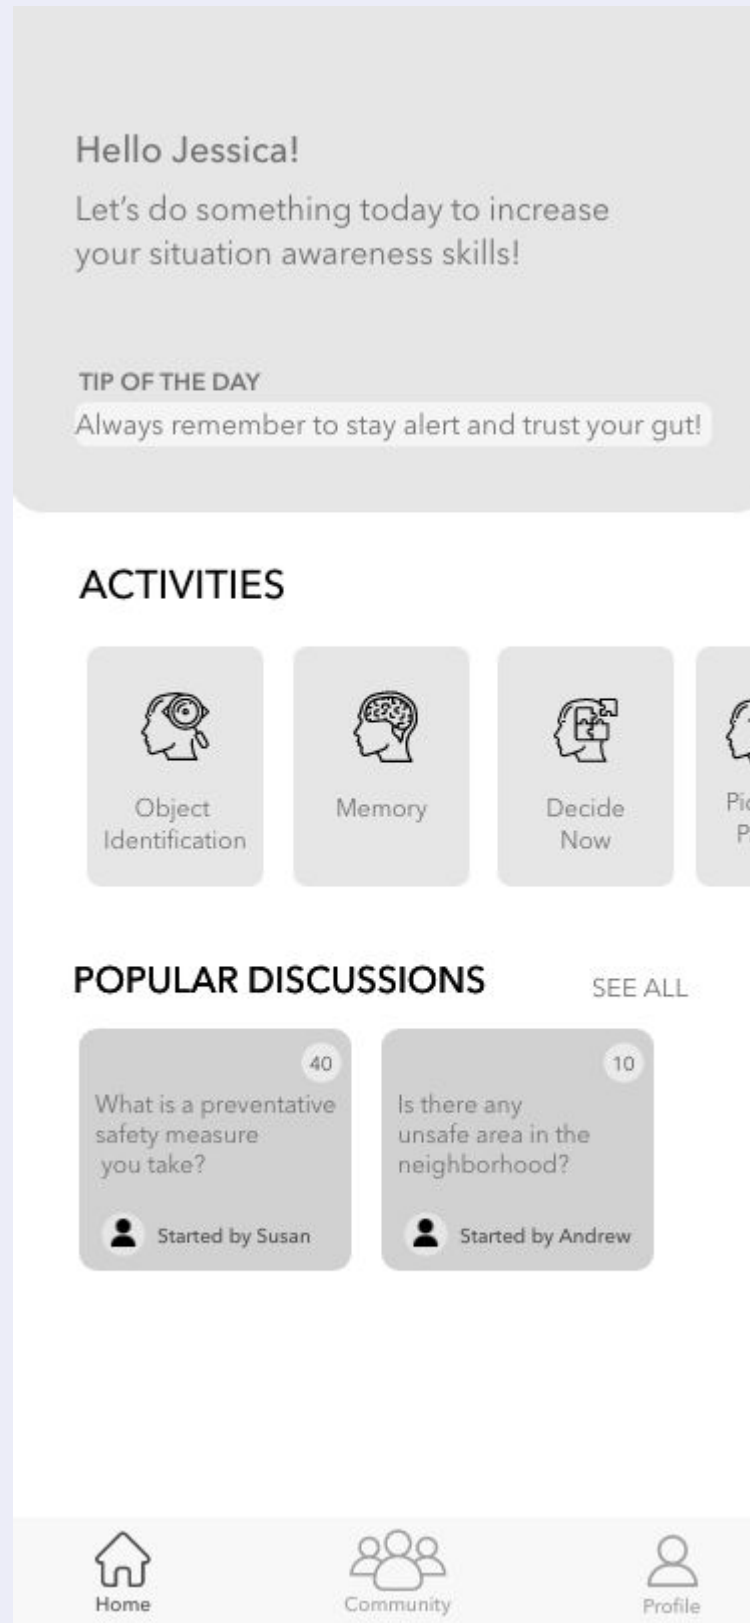 Hello Jessica!
Let's do something today to increase
your situation awareness skills!
TIP OF THE DAY
Always remember to stay alert and trust your gut!
ACTIVITIES
Object
Identification
Memory
Decide
Now
POPULAR DISCUSSIONS
SEE ALL
40
What is a preventative
safety measure
you take?
Started by Susan
10
Is there any
unsafe area in the
neighborhood?
Started by Andrew
Home
Community
Profile